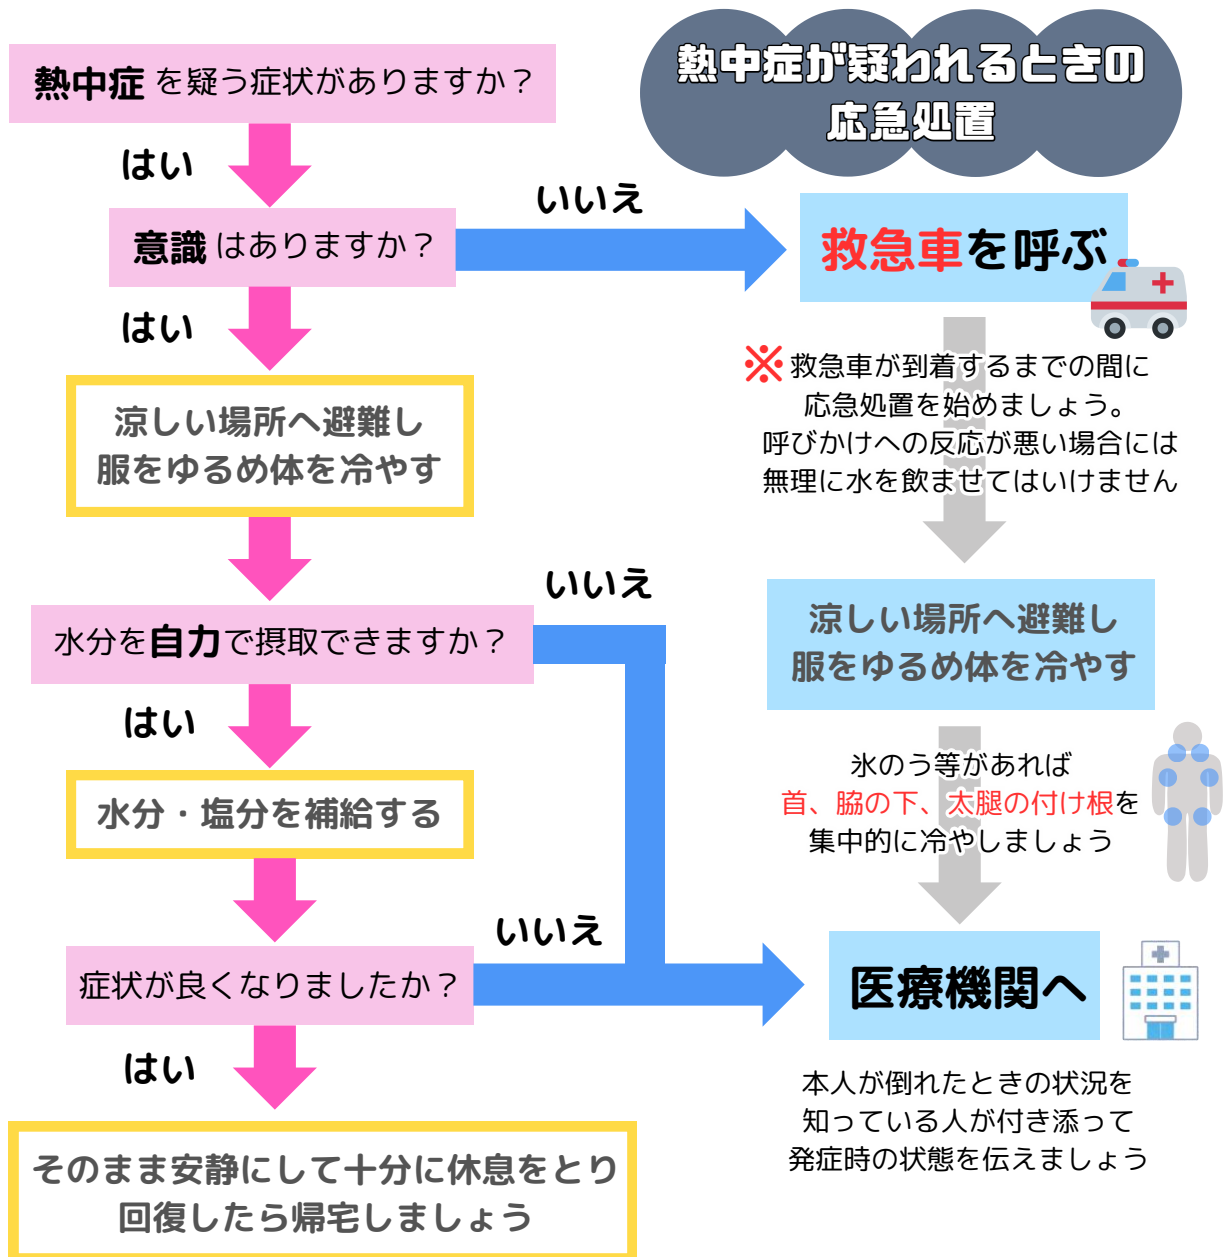 熱中症が疑われるときの
応急処置
熱中症 を疑う症状がありますか？
はい
意識 はありますか？
いいえ
救急車を呼ぶ
はい
※ 救急車が到着するまでの間に
応急処置を始めましょう。
呼びかけへの反応が悪い場合には
無理に水を飲ませてはいけません
涼しい場所へ避難し
服をゆるめ体を冷やす
いいえ
水分を自力で摂取できますか？
はい
涼しい場所へ避難し
服をゆるめ体を冷やす
氷のう等があれば
首、脇の下、太腿の付け根を
集中的に冷やしましょう
水分・塩分を補給する
いいえ
症状が良くなりましたか？
医療機関へ
はい
本人が倒れたときの状況を
知っている人が付き添って
発症時の状態を伝えましょう
そのまま安静にして十分に休息をとり
回復したら帰宅しましょう